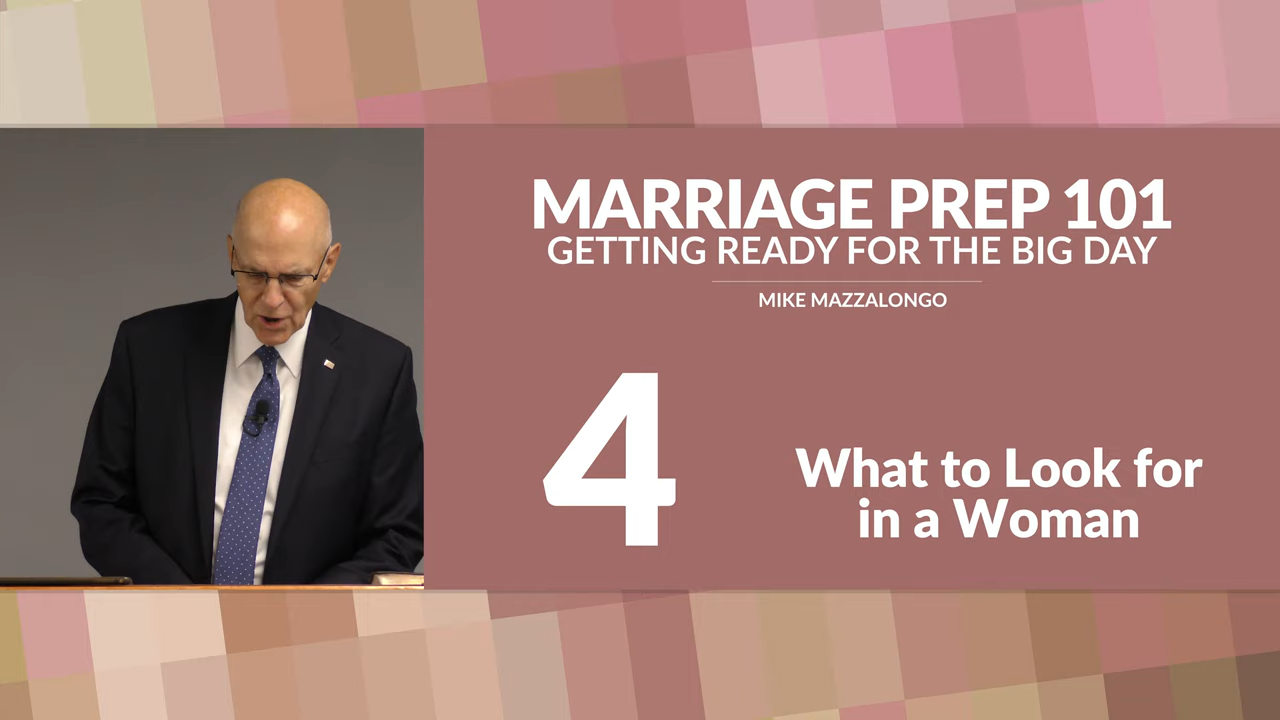 MARRIAGE PREP 101
GETTING READY FOR THE BIG DAY
MIKE MAZZALONGO
4
What to Look for
in a Woman